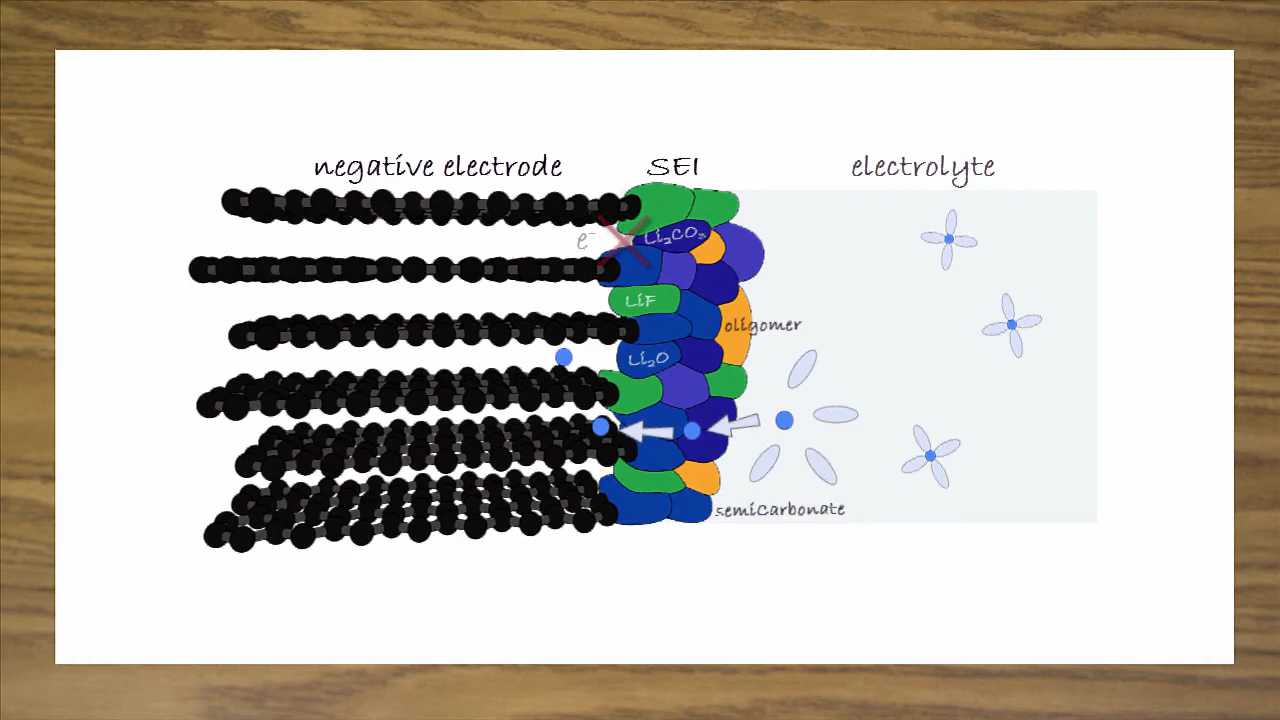 negative electrode
SEI
electrolyte
e⁻
Li₂CO₃
LiF
oligomer
Li₂O
semicarbonate